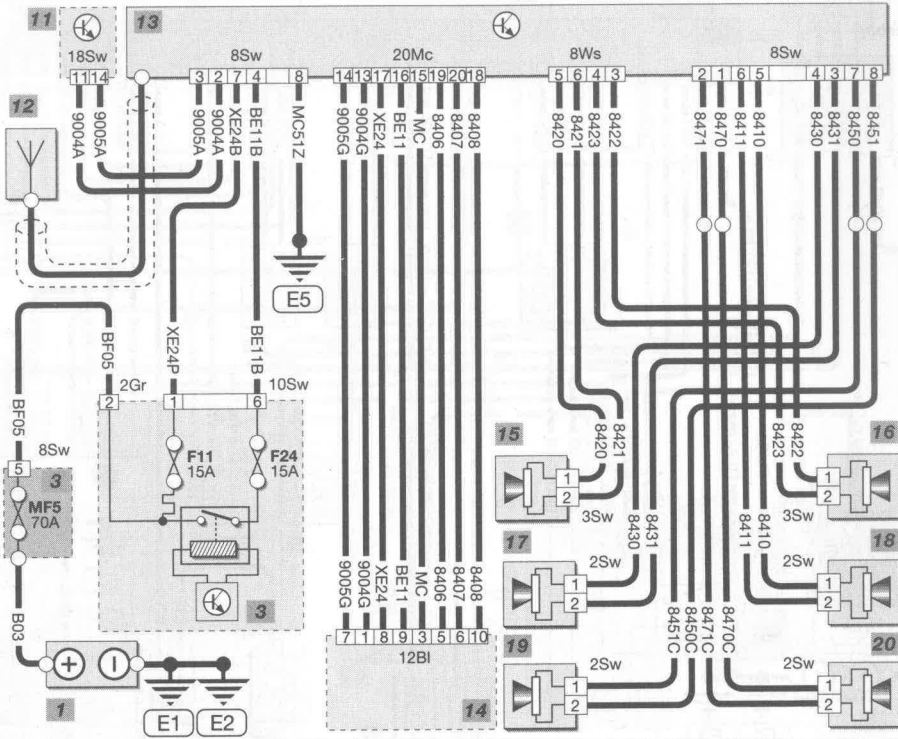 11
13
18Sw
8Sw
20Mc
8Ws
8Sw
11 14
3 2 7 4 8
14 13 17 16 15 19 20 18
5 6 4 3
2 1 6 5 4 3 7 8
12
9004A
9005A
9005A
9004A
XE24B
BE11B
MC51Z
9005G
9004G
XE24
BE11
MC
8406
8407
8408
8420
8421
8423
8422
8471
8470
8411
8410
8430
8431
8450
8451
E5
BF05
BF05
XE24P
BE11B
2Gr
10Sw
2
1
6
F11
15A
F24
15A
8Sw
5
3
MF5
70A
B03
3
+ −
1
E1
E2
9005G
9004G
XE24
BE11
MC
8406
8407
8408
7 1 8 9 3 5 6 10
12Bl
14
15
8420
8421
1
2
3Sw
16
8423
8422
1
2
3Sw
17
8430
8431
2Sw
1
2
18
8411
8410
2Sw
1
2
19
8451C
8450C
8471C
8470C
2Sw
1
2
20
2Sw
1
2